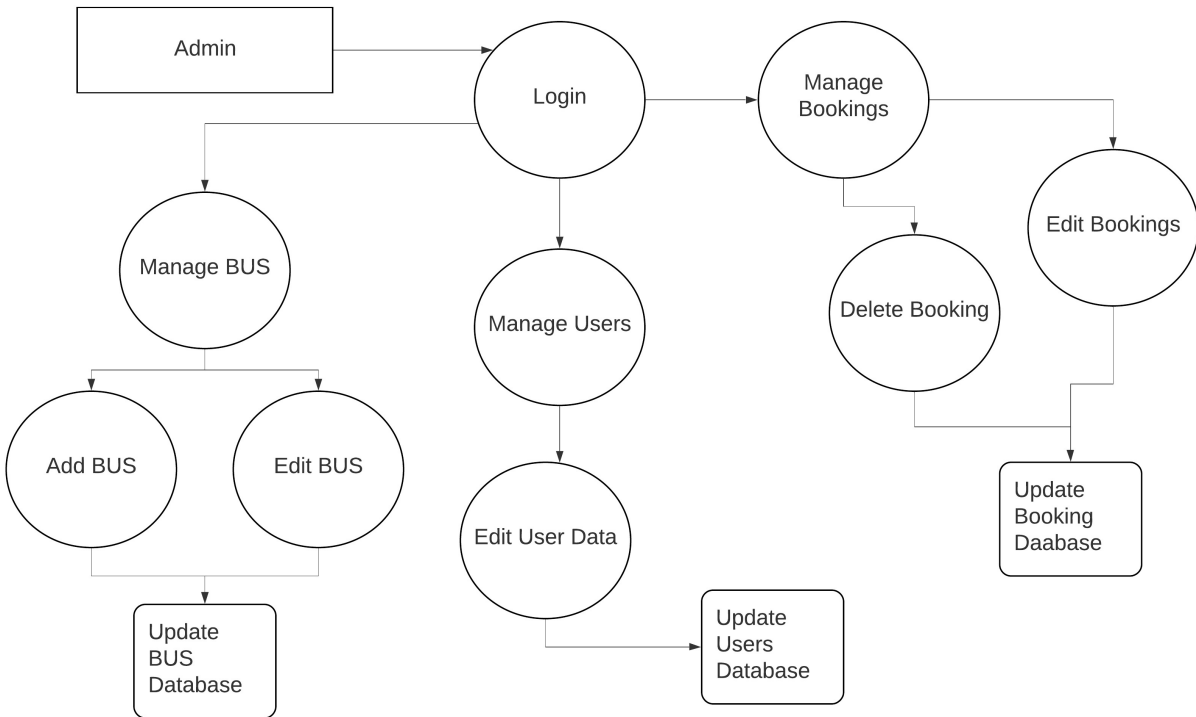 Admin
Login
Manage
Bookings
Edit Bookings
Manage BUS
Manage Users
Delete Booking
Add BUS
Edit BUS
Edit User Data
Update
Booking
Daabase
Update
BUS
Database
Update
Users
Database